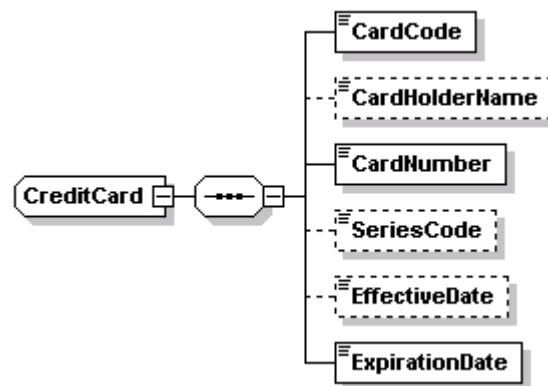 CardCode
CardHolderName
CardNumber
CreditCard
SeriesCode
EffectiveDate
ExpirationDate